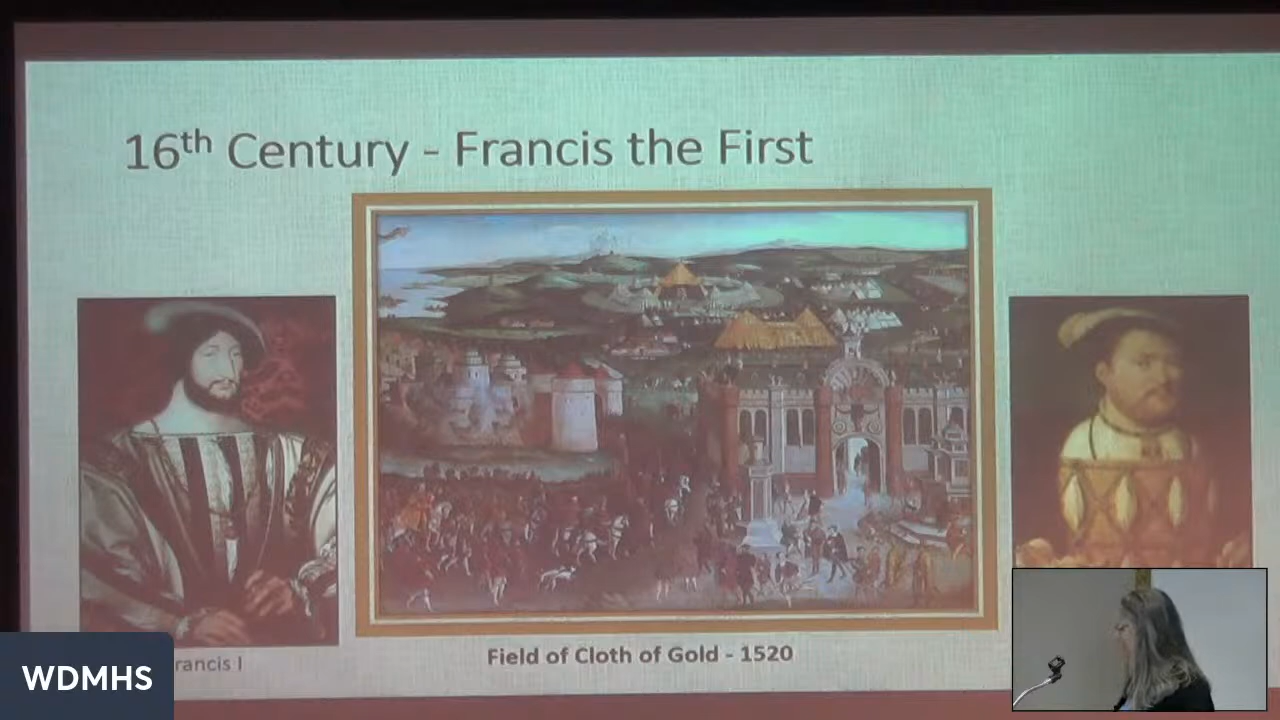 16th Century - Francis the First
Field of Cloth of Gold - 1520
rancis I
WDMHS